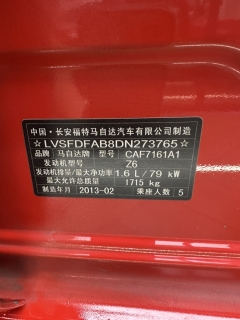 中国·长安福特马自达汽车有限公司制造
☆LVSFDFAB8DN273765☆
品牌 马自达牌 型号 CAF7161A1
发动机型号 Z6
发动机排量/最大净功率 1.6 L/79 kW
最大允许总质量 1715 kg
制造年月 2013-02 乘座人数 5